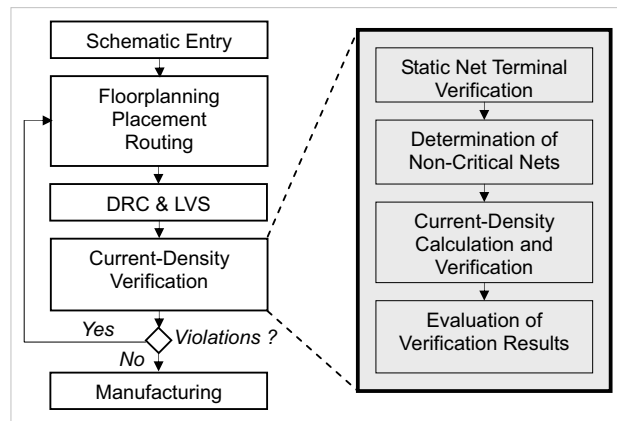 Schematic Entry
Floorplanning
Placement
Routing
DRC & LVS
Current-Density
Verification
Yes
Violations ?
No
Manufacturing
Static Net Terminal
Verification
Determination of
Non-Critical Nets
Current-Density
Calculation and
Verification
Evaluation of
Verification Results